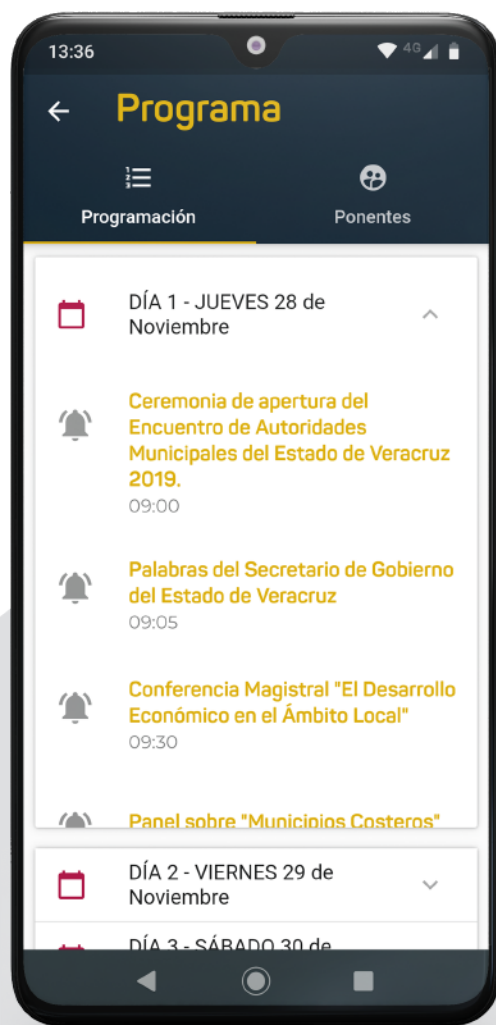 13:36
4G
Programa
Programación
Ponentes
DÍA 1 - JUEVES 28 de
Noviembre
Ceremonia de apertura del
Encuentro de Autoridades
Municipales del Estado de Veracruz
2019.
09:00
Palabras del Secretario de Gobierno
del Estado de Veracruz
09:05
Conferencia Magistral "El Desarrollo
Económico en el Ámbito Local"
09:30
Panel sobre "Municipios Costeros"
DÍA 2 - VIERNES 29 de
Noviembre
DÍA 3 - SÁBADO 30 de